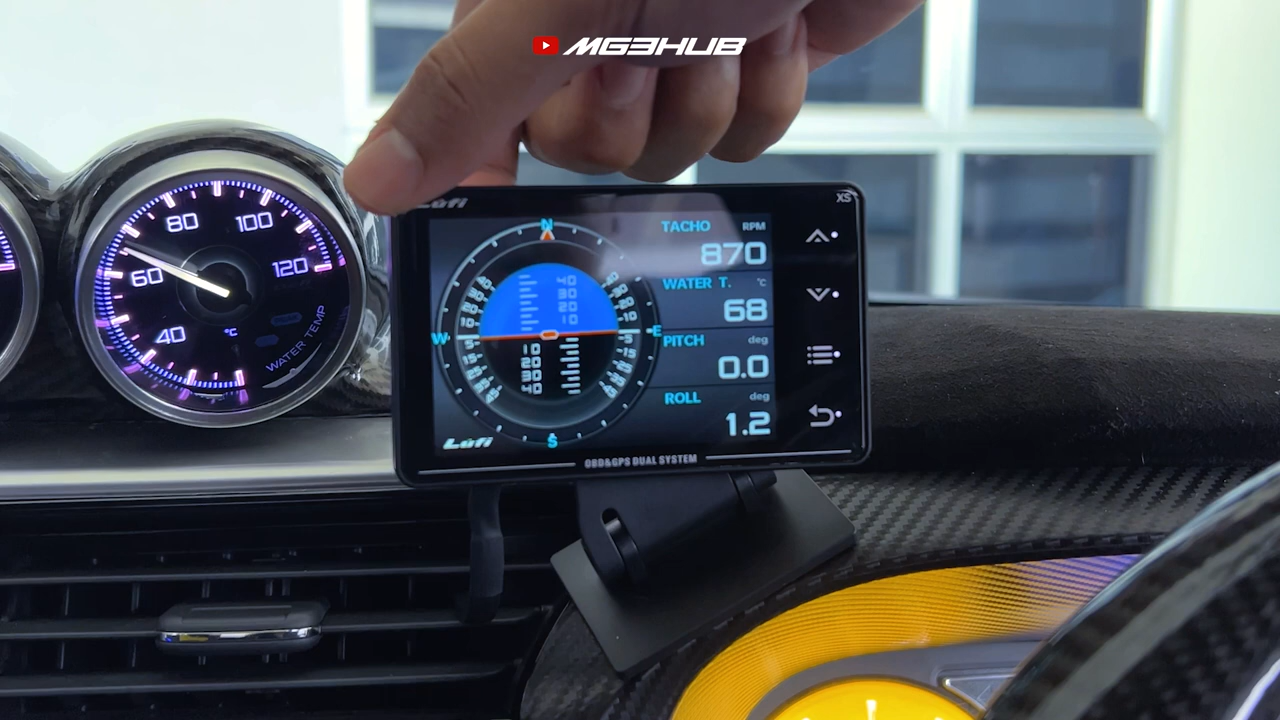 MG3HUB
80
100
60
120
40
°C
WATER TEMP
Lufi
XS
N
W
E
S
40
30
20
10
10
20
30
40
TACHO RPM
870
WATER T. °C
68
PITCH deg
0.0
ROLL deg
1.2
Lufi
OBD&GPS DUAL SYSTEM